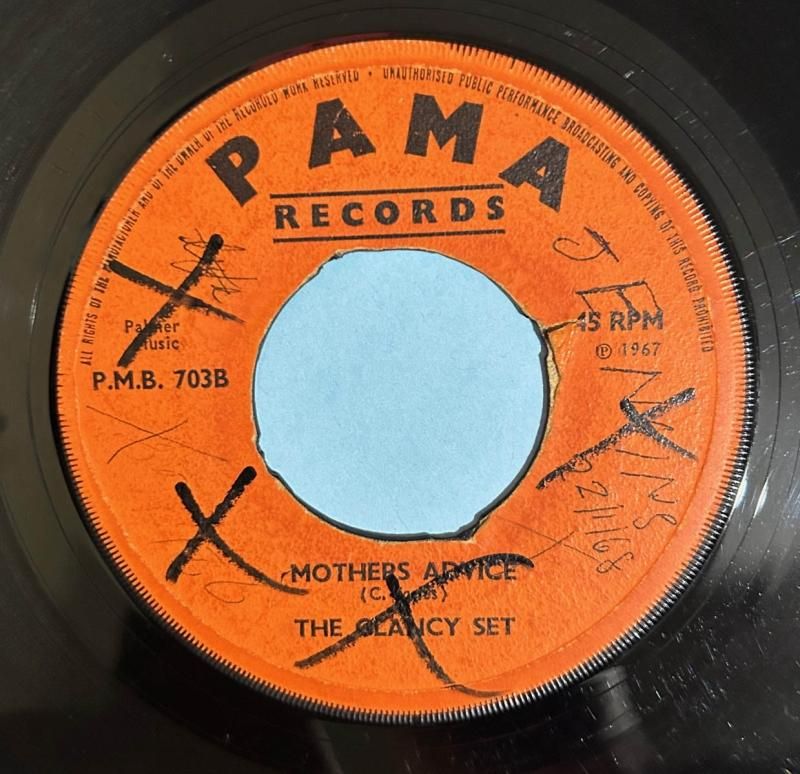 ALL RIGHTS OF THE MANUFACTURER AND OF THE OWNER OF THE RECORDED WORK RESERVED • UNAUTHORISED PUBLIC PERFORMANCE BROADCASTING AND COPYING OF THIS RECORD PROHIBITED
PAMA
RECORDS
45 RPM
Ⓟ 1967
Palmer
Music
P.M.B. 703B
JENKINS
MOTHERS ADVICE
THE CLANCY SET